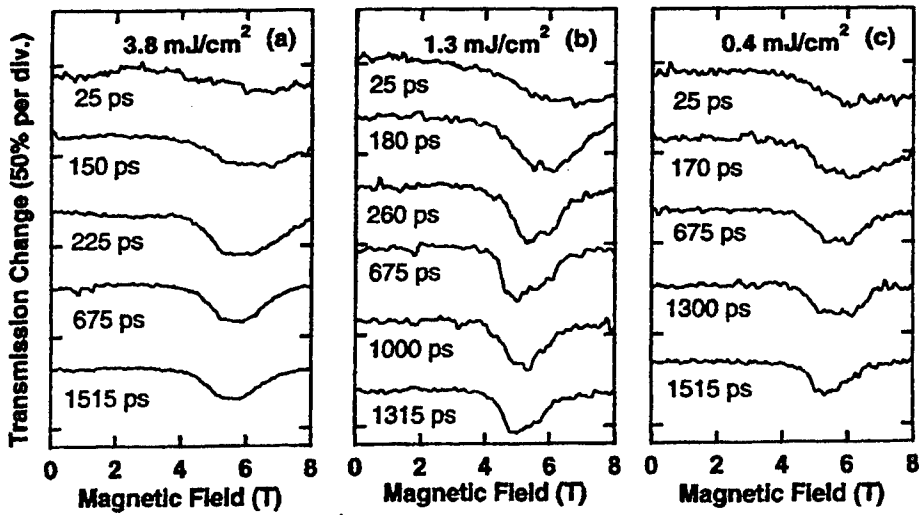 Transmission Change (50% per div.)
3.8 mJ/cm² (a)
25 ps
150 ps
225 ps
675 ps
1515 ps
0 2 4 6 8
Magnetic Field (T)
1.3 mJ/cm² (b)
25 ps
180 ps
260 ps
675 ps
1000 ps
1315 ps
0 2 4 6 8
Magnetic Field (T)
0.4 mJ/cm² (c)
25 ps
170 ps
675 ps
1300 ps
1515 ps
0 2 4 6 8
Magnetic Field (T)